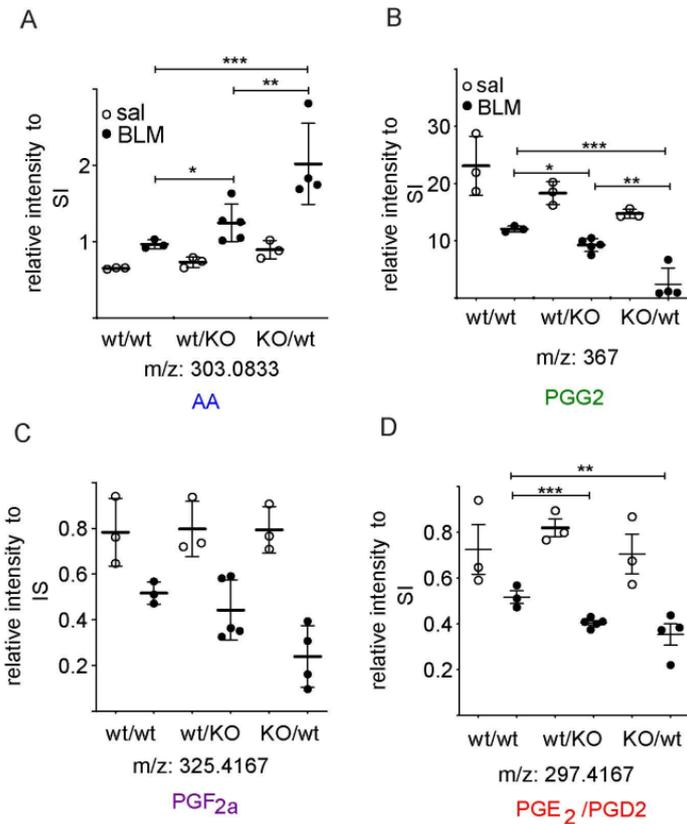 A
relative intensity to
SI
○ sal
● BLM
***
**
*
2
1
wt/wt wt/KO KO/wt
m/z: 303.0833
AA
B
relative intensity to
SI
○ sal
● BLM
***
*
**
30
20
10
wt/wt wt/KO KO/wt
m/z: 367
PGG2
C
relative intensity to
IS
0.8
0.6
0.4
0.2
wt/wt wt/KO KO/wt
m/z: 325.4167
PGF2a
D
relative intensity to
SI
**
***
0.8
0.6
0.4
0.2
wt/wt wt/KO KO/wt
m/z: 297.4167
PGE2 /PGD2